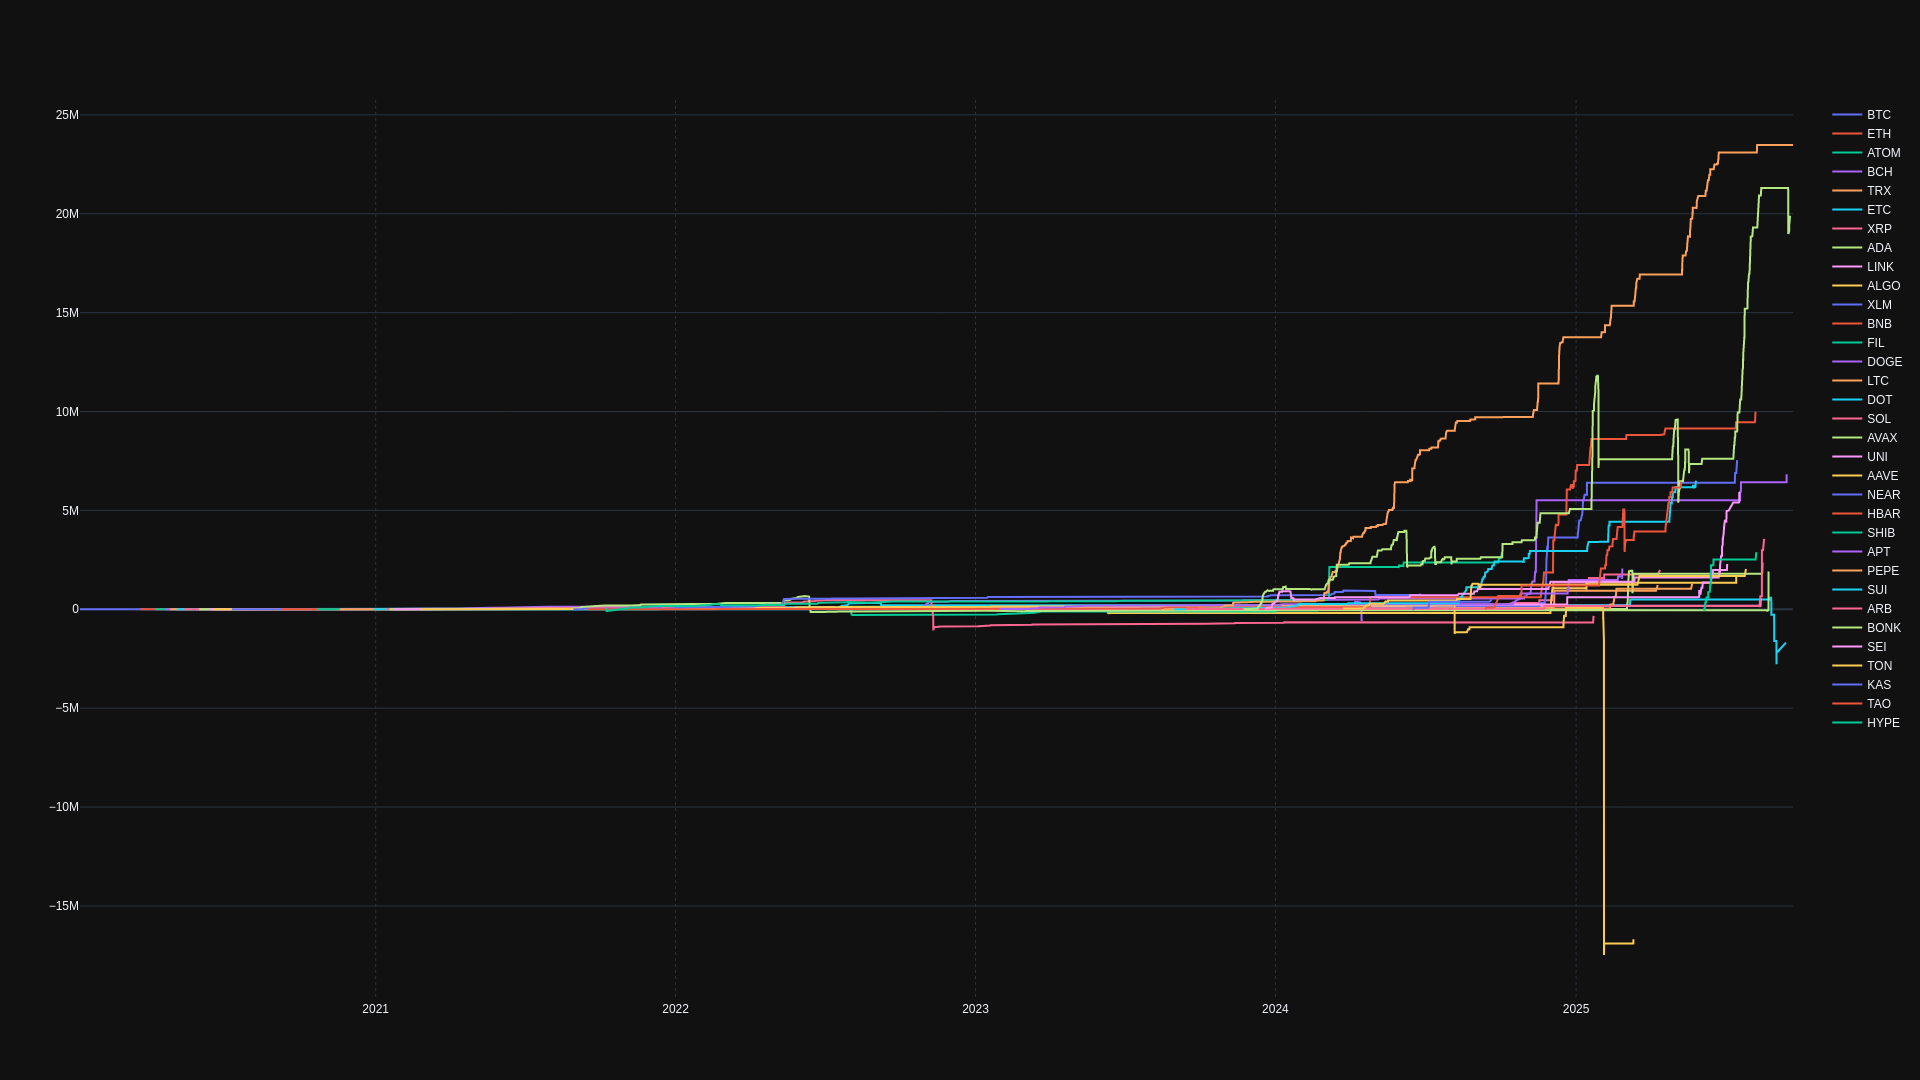 25M
20M
15M
10M
5M
0
−5M
−10M
−15M
2021
2022
2023
2024
2025
BTC
ETH
ATOM
BCH
TRX
ETC
XRP
ADA
LINK
ALGO
XLM
BNB
FIL
DOGE
LTC
DOT
SOL
AVAX
UNI
AAVE
NEAR
HBAR
SHIB
APT
PEPE
SUI
ARB
BONK
SEI
TON
KAS
TAO
HYPE